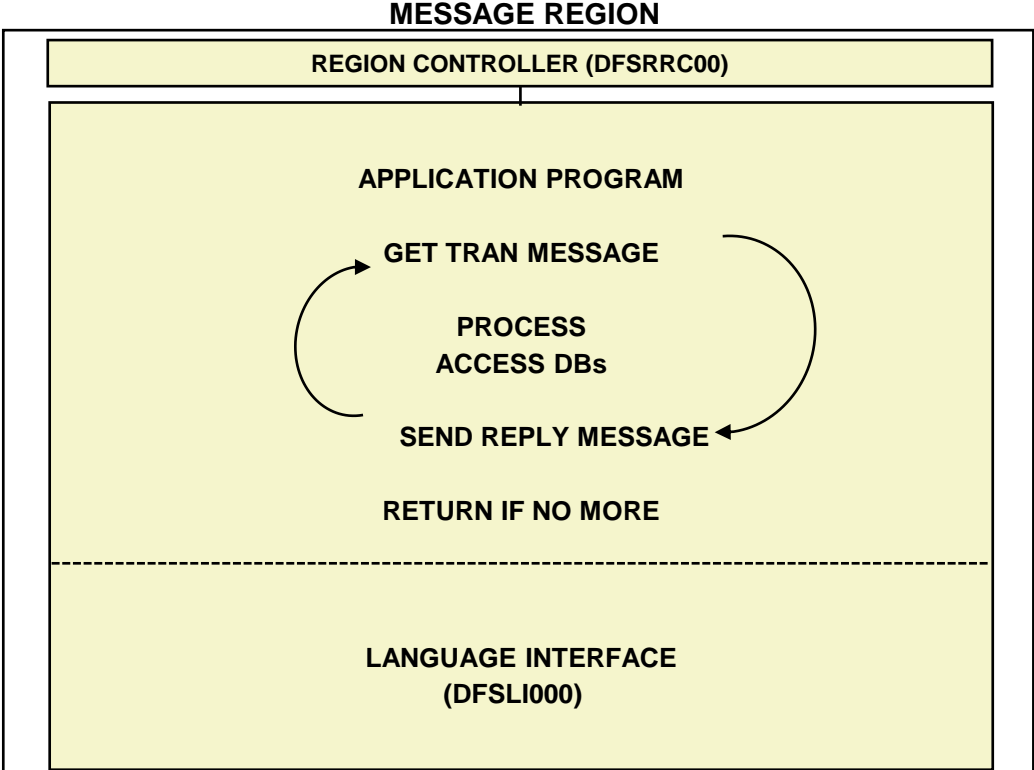 MESSAGE REGION
REGION CONTROLLER (DFSRRC00)
APPLICATION PROGRAM
GET TRAN MESSAGE
PROCESS
ACCESS DBs
SEND REPLY MESSAGE
RETURN IF NO MORE
LANGUAGE INTERFACE
(DFSLI000)